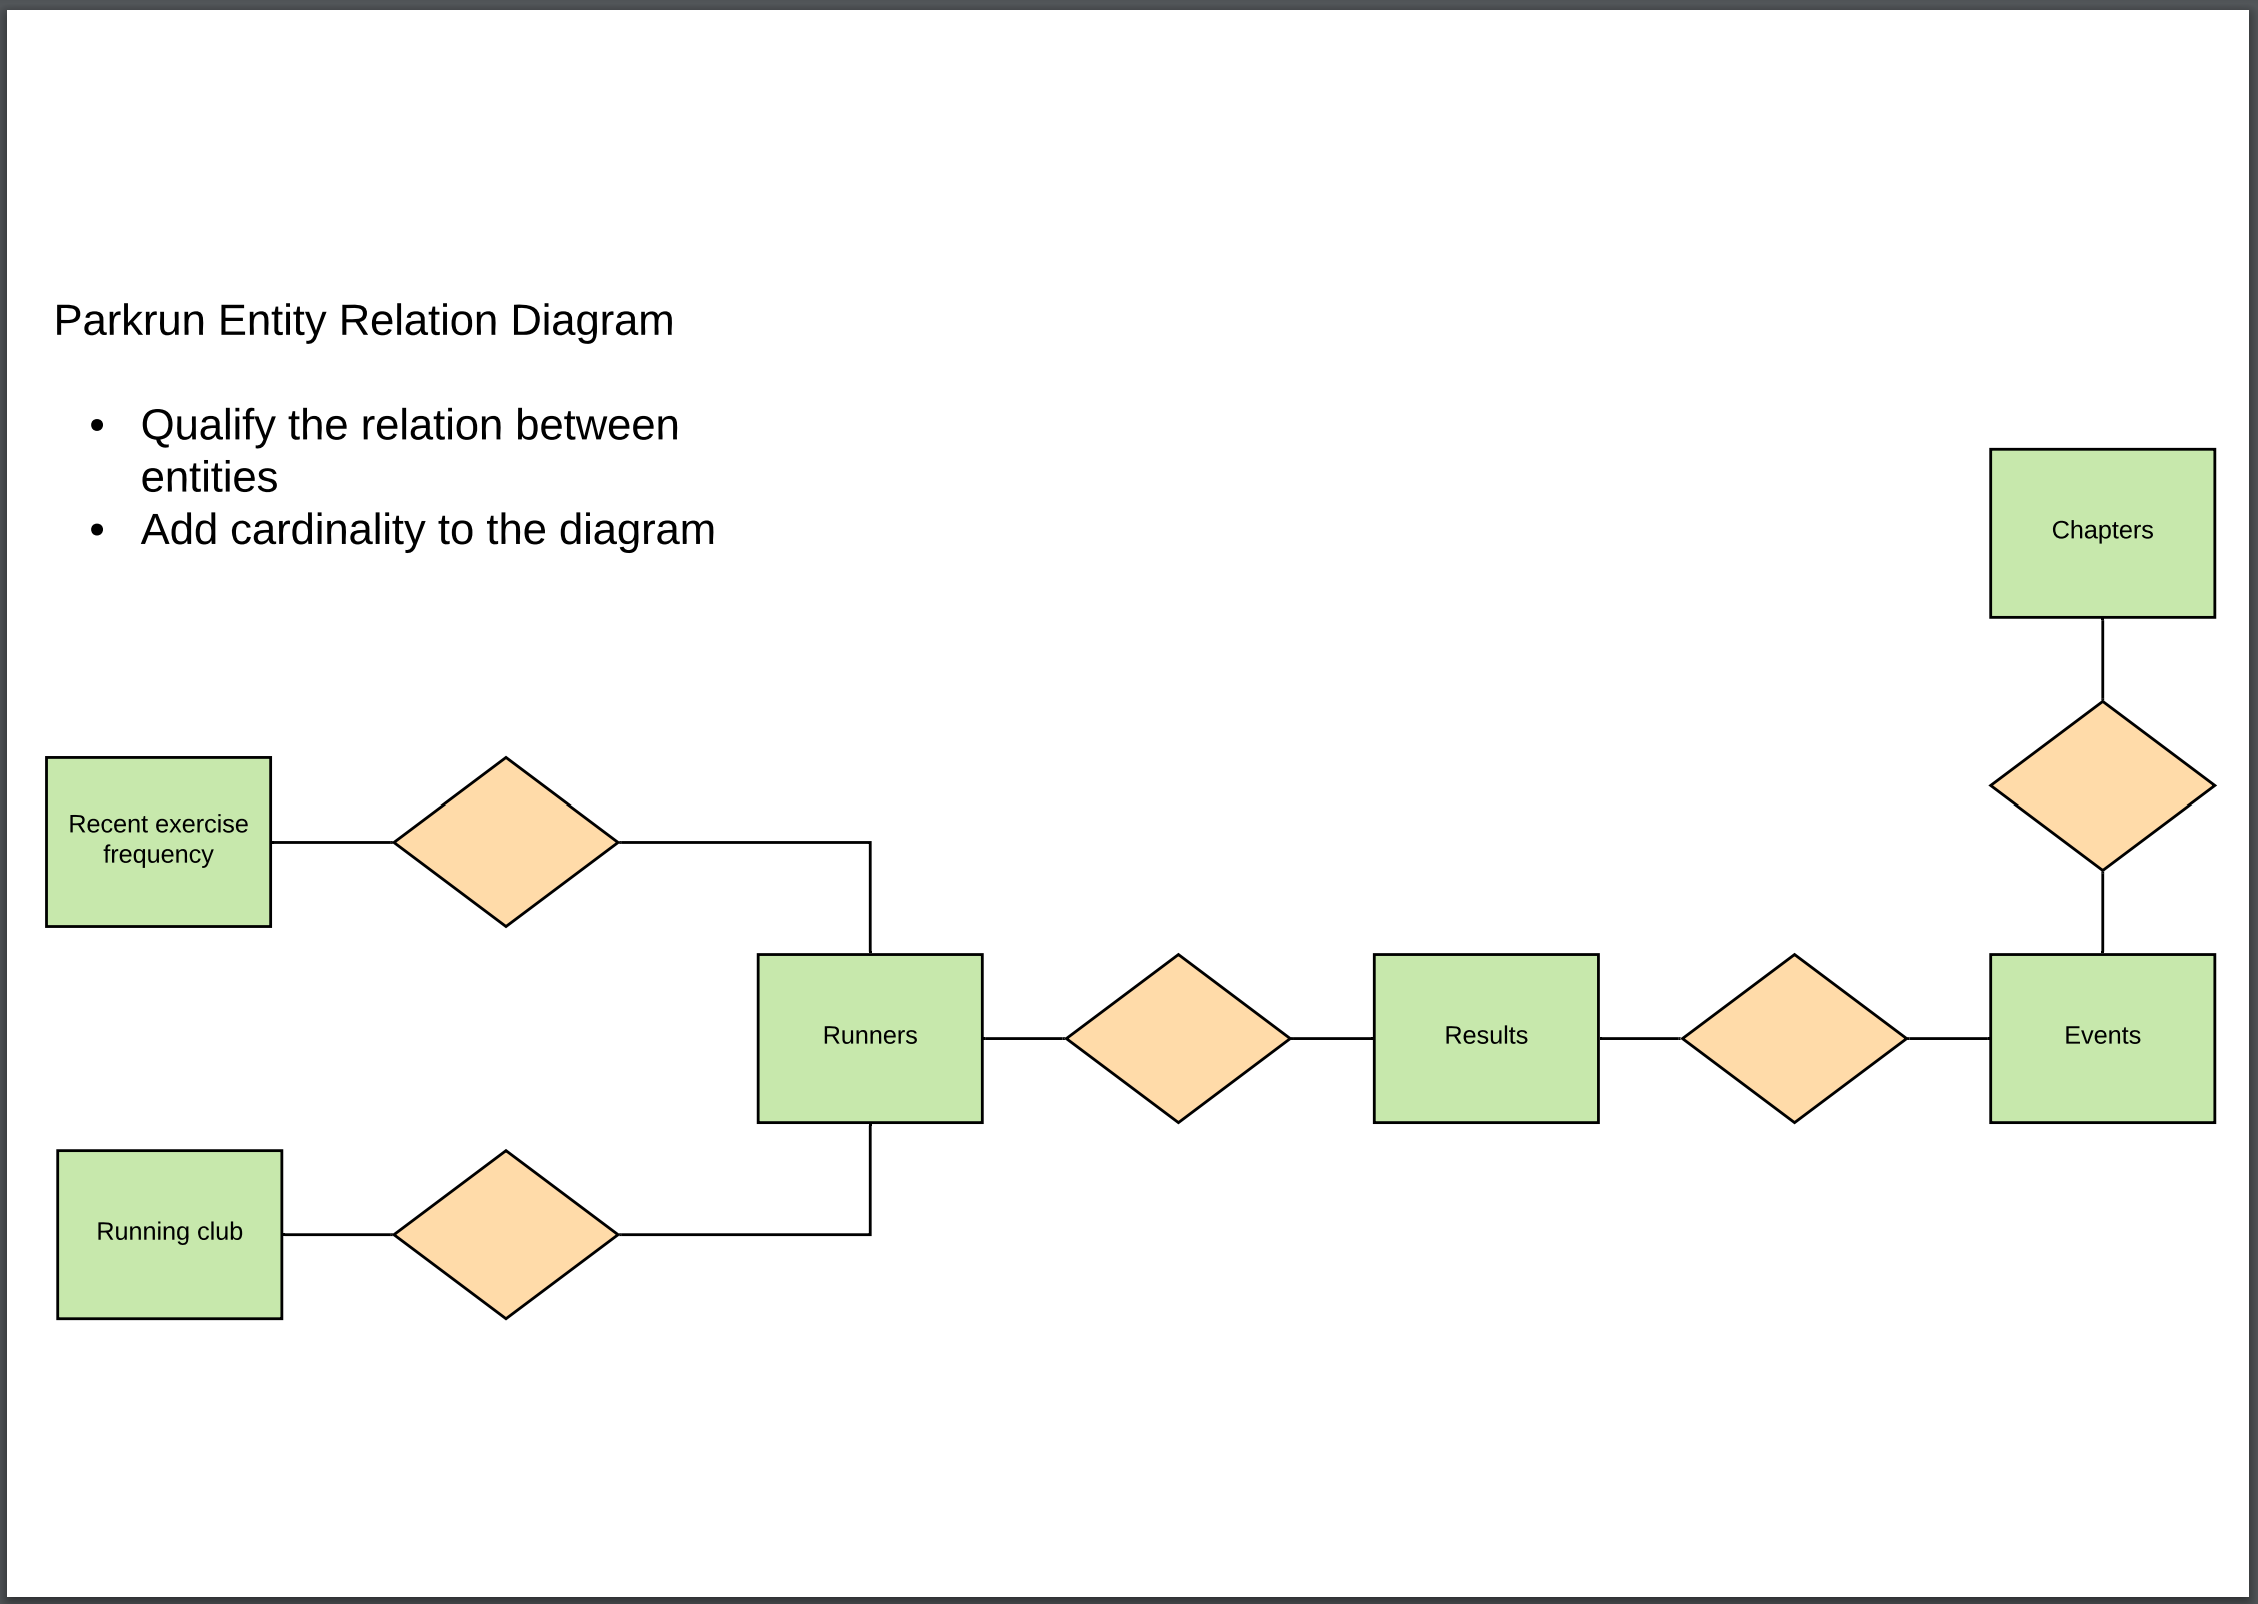 Parkrun Entity Relation Diagram
• Qualify the relation between
entities
• Add cardinality to the diagram
Chapters
Recent exercise
frequency
Runners
Results
Events
Running club